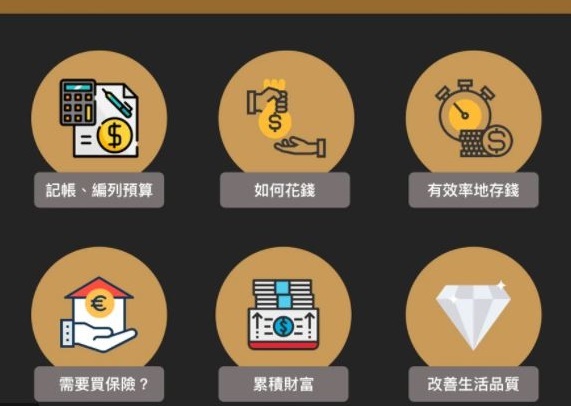 記帳、編列預算
如何花錢
有效率地存錢
需要買保險？
累積財富
改善生活品質